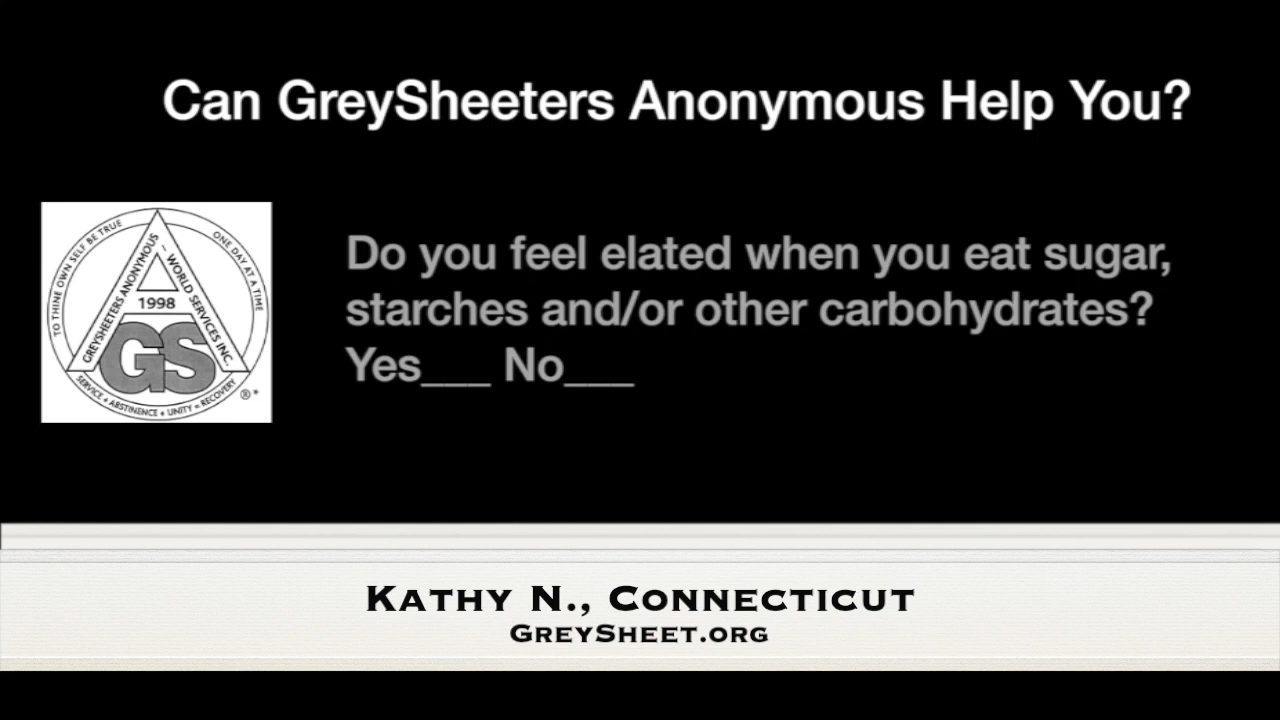 Can GreySheeters Anonymous Help You?
TO THINE OWN SELF BE TRUE
ONE DAY AT A TIME
GREYSHEETERS ANONYMOUS – WORLD SERVICES INC.
1998
GS
SERVICE + ABSTINENCE + UNITY = RECOVERY
®*
Do you feel elated when you eat sugar,
starches and/or other carbohydrates?
Yes___ No___
KATHY N., CONNECTICUT
GREYSHEET.ORG